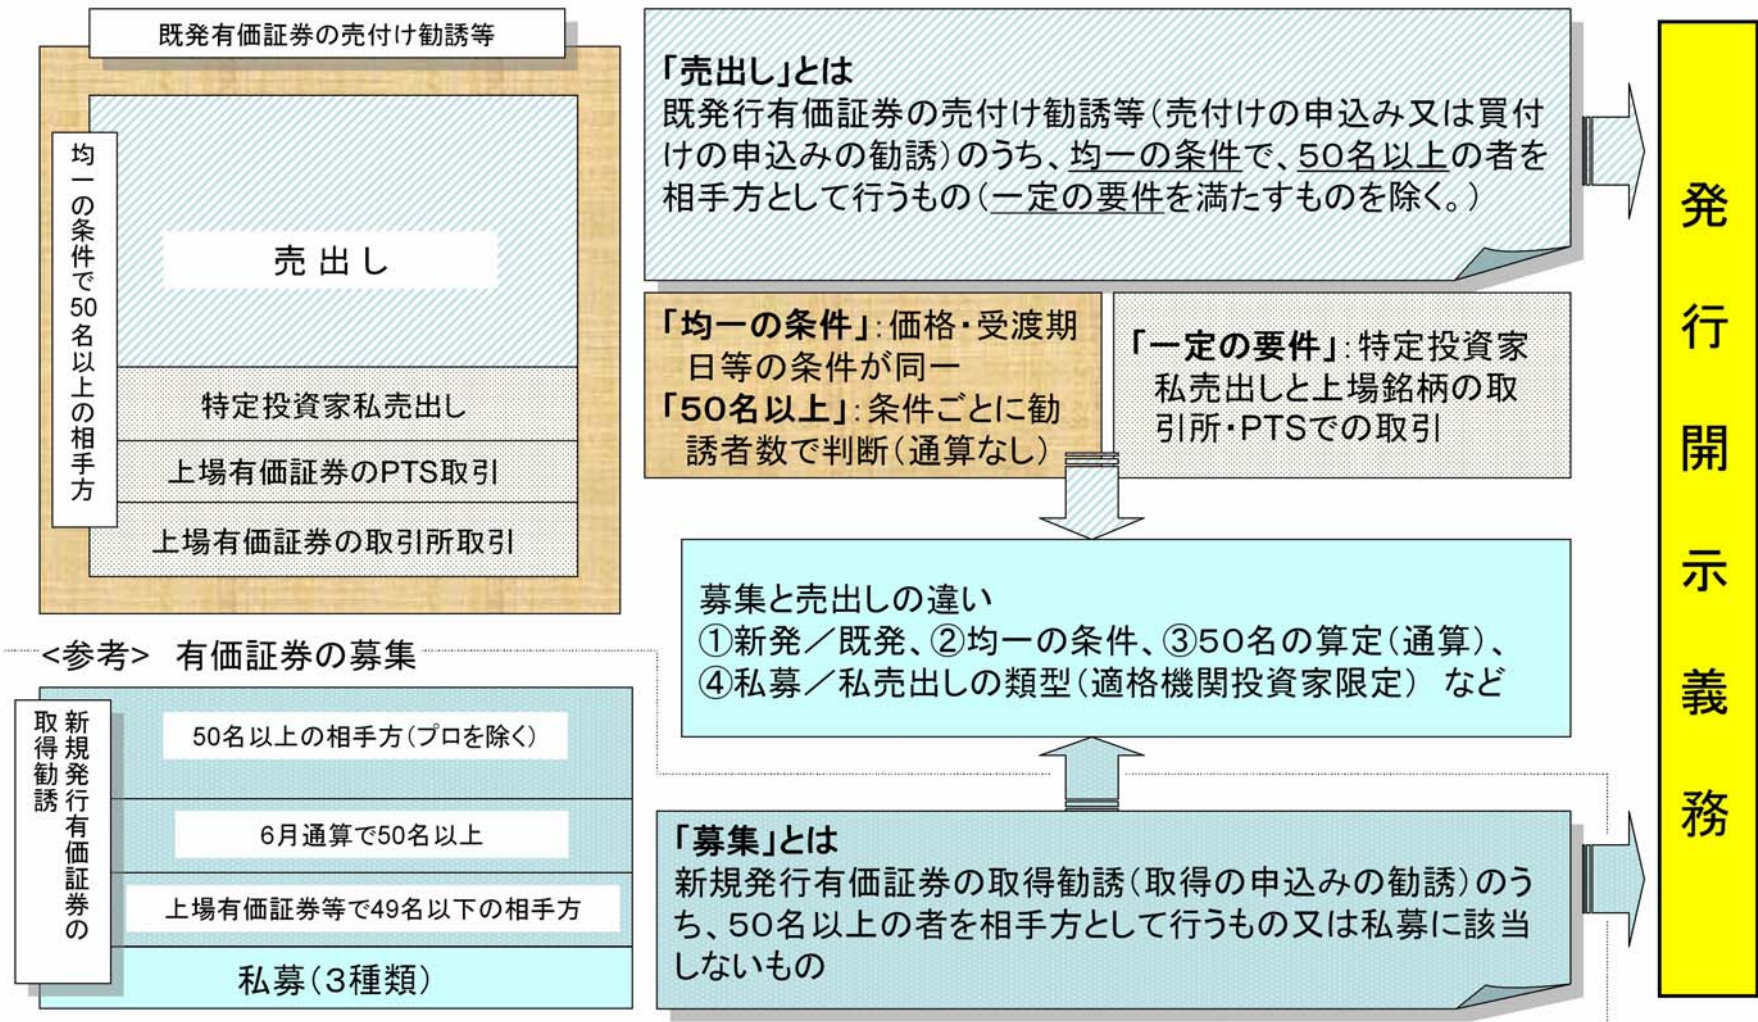 既発有価証券の売付け勧誘等
均一の条件で50名以上の相手方
売出し
特定投資家私売出し
上場有価証券のPTS取引
上場有価証券の取引所取引
「売出し」とは
既発行有価証券の売付け勧誘等(売付けの申込み又は買付
けの申込みの勧誘)のうち、均一の条件で、50名以上の者を
相手方として行うもの(一定の要件を満たすものを除く。)
「均一の条件」:価格・受渡期
日等の条件が同一
「50名以上」:条件ごとに勧
誘者数で判断(通算なし)
「一定の要件」:特定投資家
私売出しと上場銘柄の取
引所・PTSでの取引
募集と売出しの違い
①新発/既発、②均一の条件、③50名の算定(通算)、
④私募/私売出しの類型(適格機関投資家限定) など
<参考> 有価証券の募集
新規発行有価証券の
取得勧誘
50名以上の相手方(プロを除く)
6月通算で50名以上
上場有価証券等で49名以下の相手方
私募(3種類)
「募集」とは
新規発行有価証券の取得勧誘(取得の申込みの勧誘)のう
ち、50名以上の者を相手方として行うもの又は私募に該当
しないもの
発行開示義務